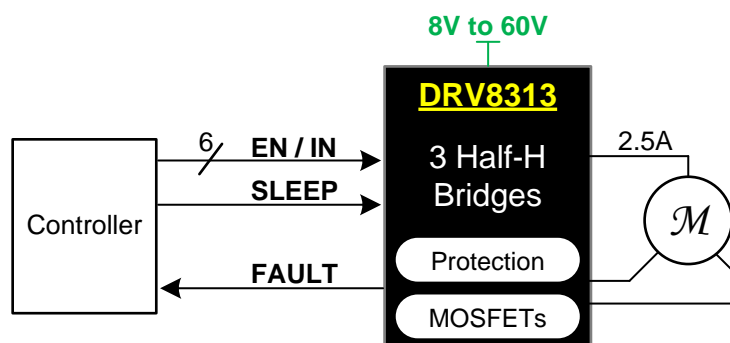 8V to 60V
DRV8313
3 Half-H
Bridges
Protection
MOSFETs
Controller
6
EN / IN
SLEEP
FAULT
2.5A
M